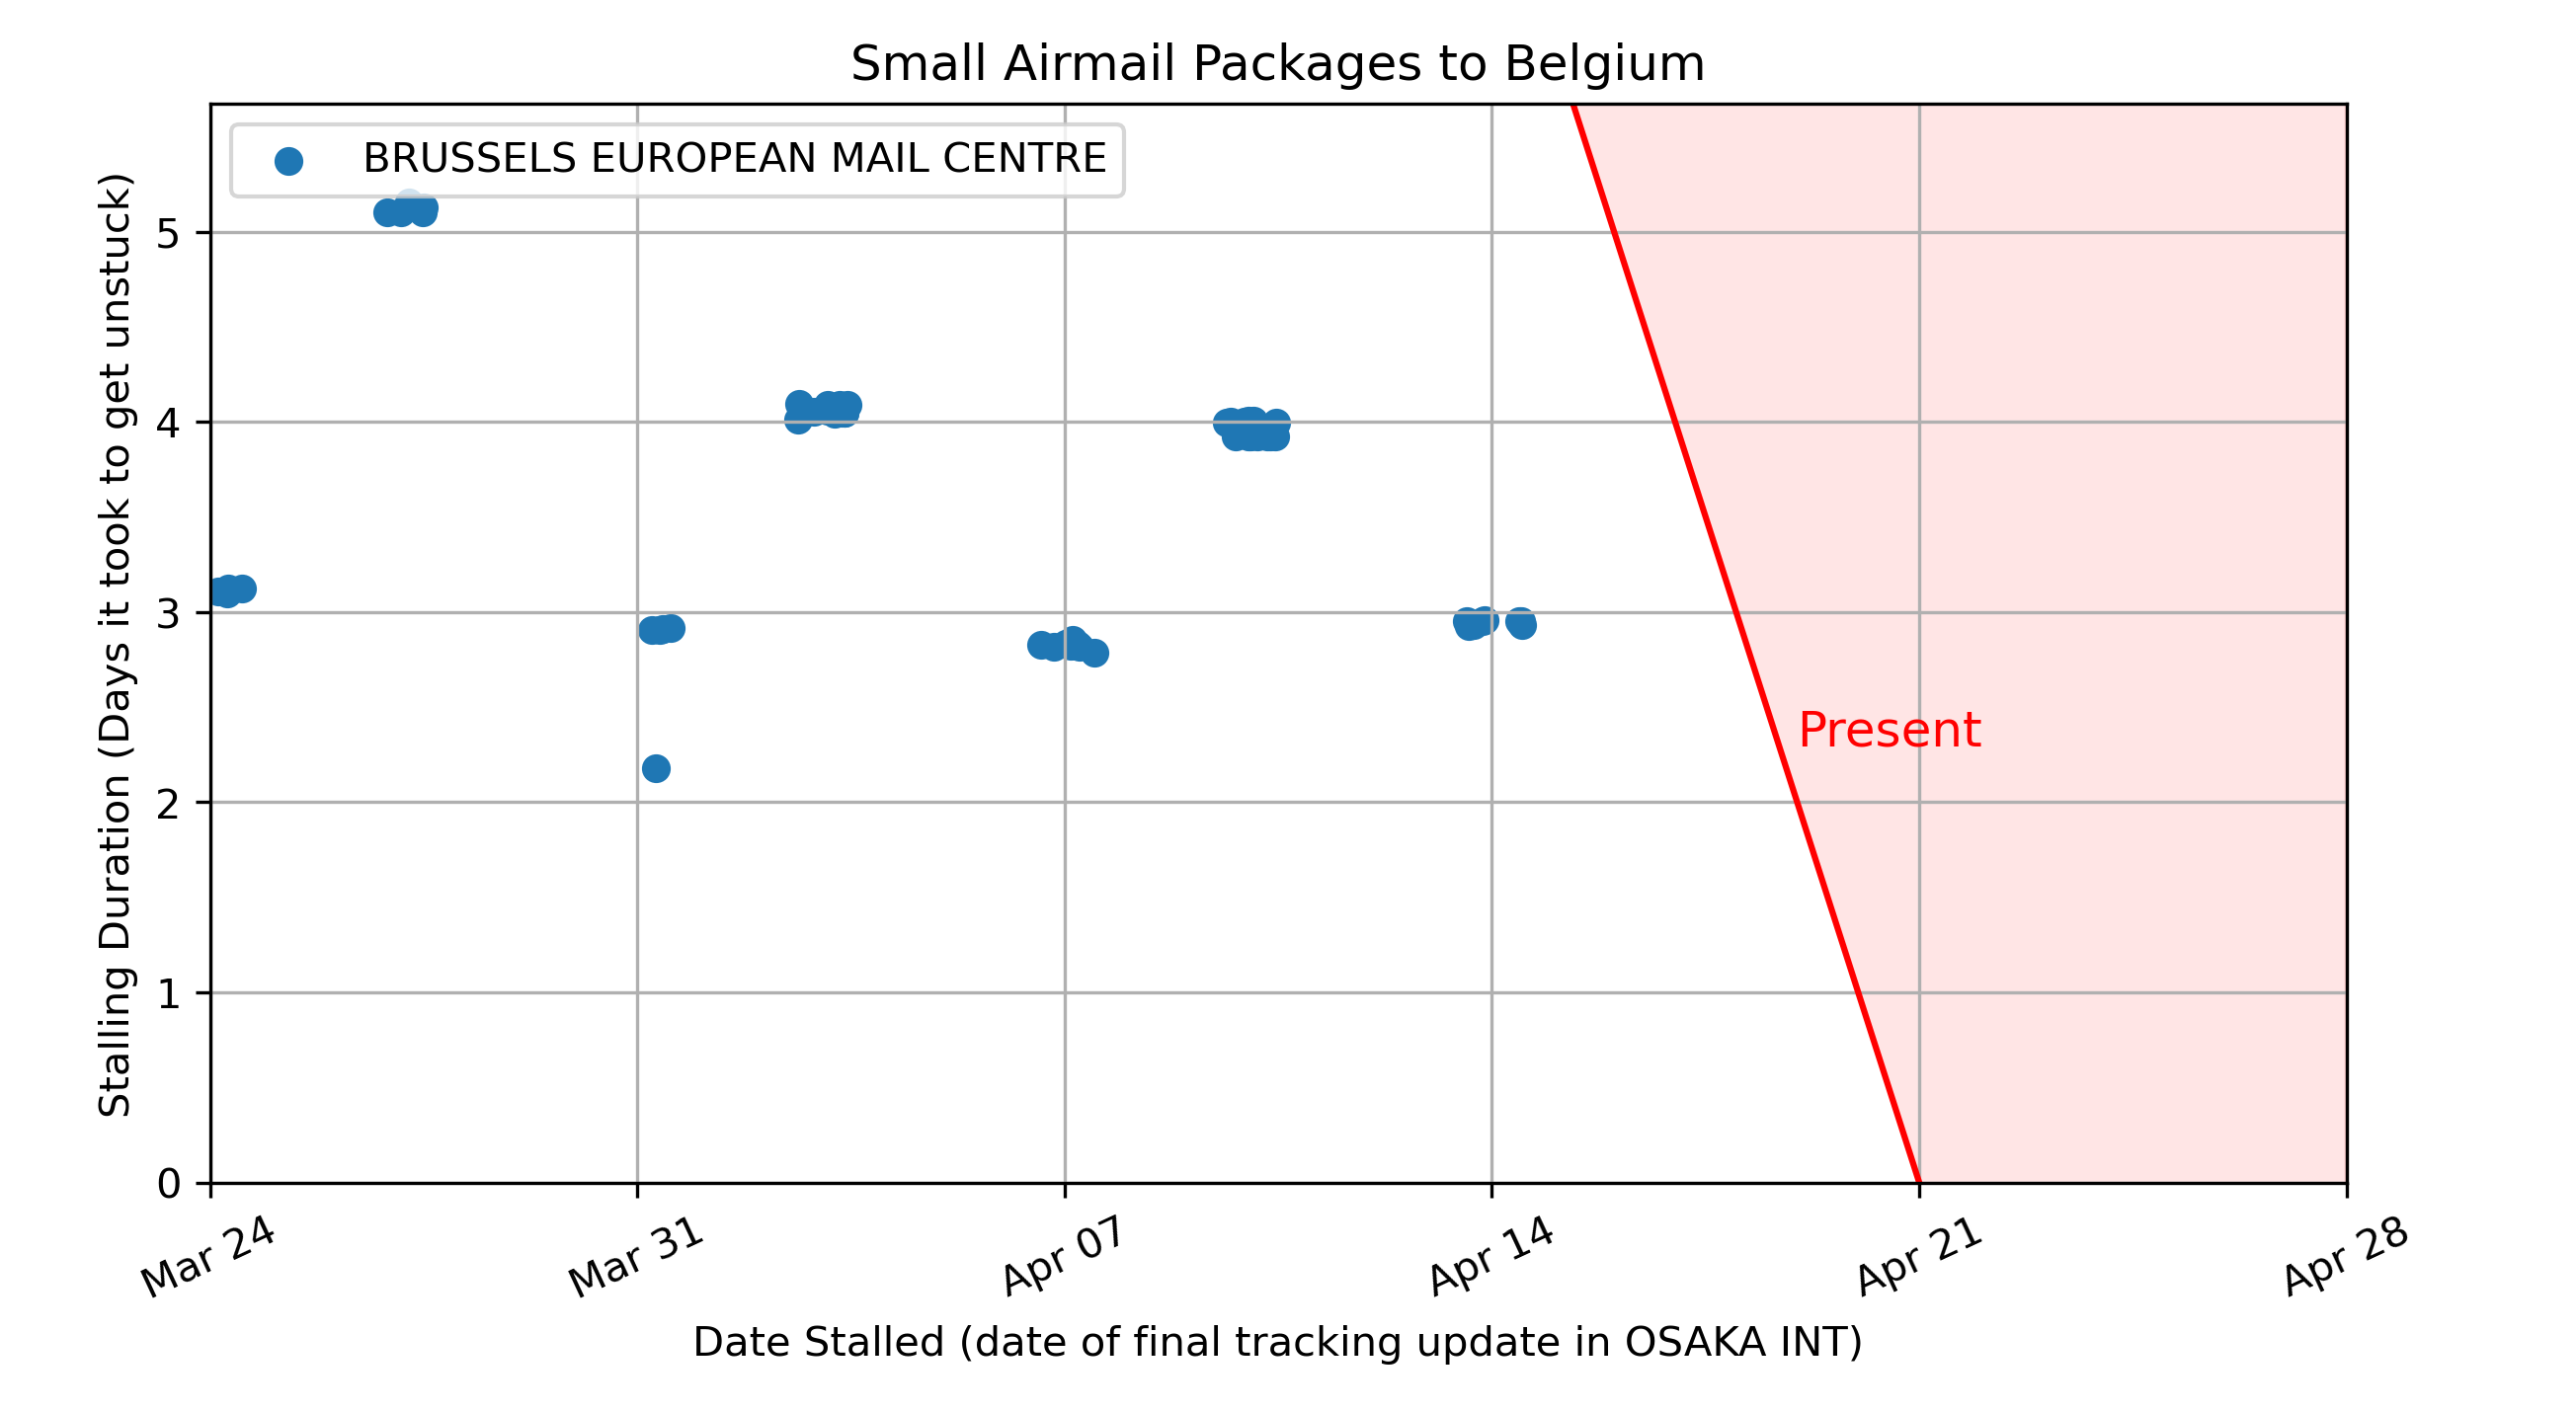 Small Airmail Packages to Belgium
BRUSSELS EUROPEAN MAIL CENTRE
Stalling Duration (Days it took to get unstuck)
5
4
3
2
1
0
Present
Mar 24
Mar 31
Apr 07
Apr 14
Apr 21
Apr 28
Date Stalled (date of final tracking update in OSAKA INT)